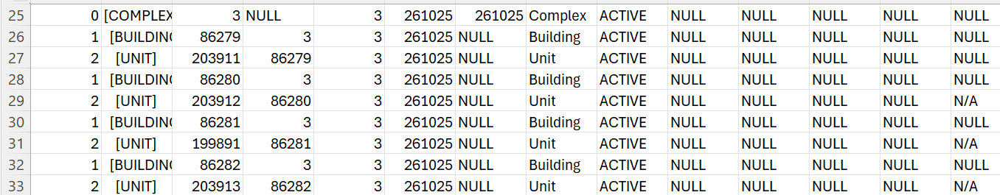 25 0 [COMPLEX 3 NULL 3 261025 261025 Complex ACTIVE NULL NULL NULL NULL NULL
26 1 [BUILDING 86279 3 3 261025 NULL Building ACTIVE NULL NULL NULL NULL NULL
27 2 [UNIT] 203911 86279 3 261025 NULL Unit ACTIVE NULL NULL NULL NULL NULL
28 1 [BUILDING 86280 3 3 261025 NULL Building ACTIVE NULL NULL NULL NULL NULL
29 2 [UNIT] 203912 86280 3 261025 NULL Unit ACTIVE NULL NULL NULL NULL N/A
30 1 [BUILDING 86281 3 3 261025 NULL Building ACTIVE NULL NULL NULL NULL NULL
31 2 [UNIT] 199891 86281 3 261025 NULL Unit ACTIVE NULL NULL NULL NULL N/A
32 1 [BUILDING 86282 3 3 261025 NULL Building ACTIVE NULL NULL NULL NULL NULL
33 2 [UNIT] 203913 86282 3 261025 NULL Unit ACTIVE NULL NULL NULL NULL N/A